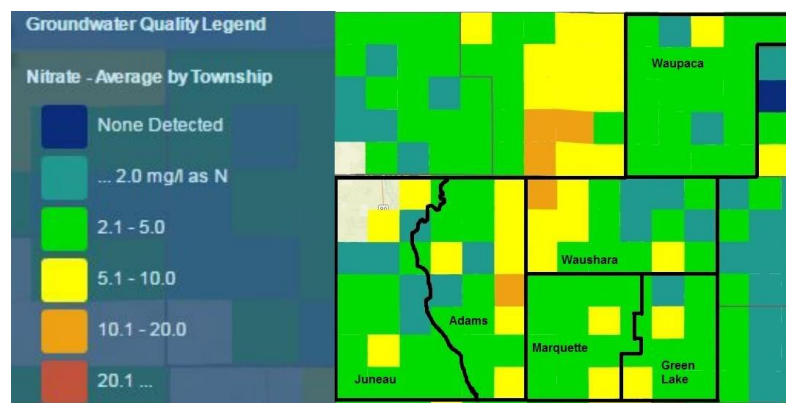 Groundwater Quality Legend
Nitrate - Average by Township
None Detected
... 2.0 mg/l as N
2.1 - 5.0
5.1 - 10.0
10.1 - 20.0
20.1 ...
Waupaca
Waushara
Adams
Marquette
Juneau
Green
Lake